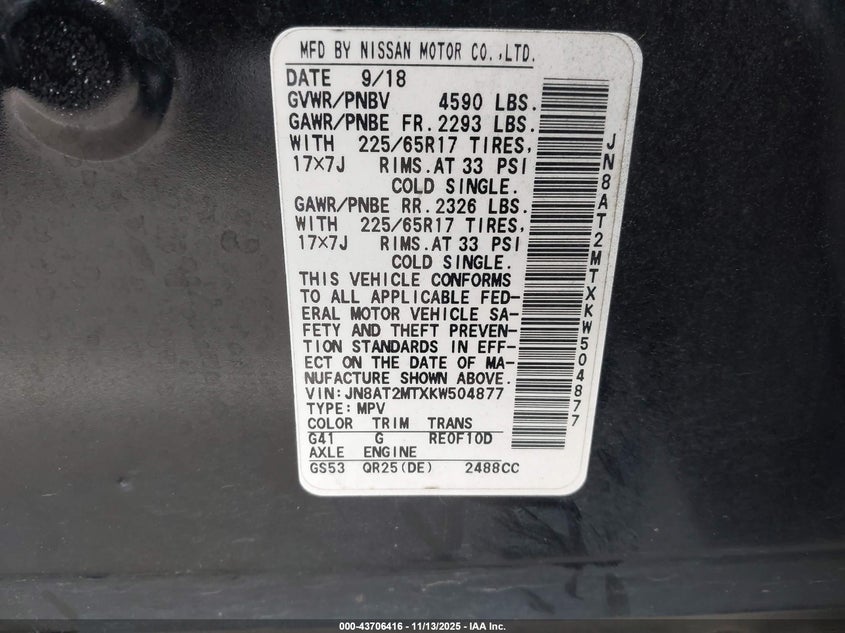 MFD BY NISSAN MOTOR CO.,LTD.
DATE 9/18
GVWR/PNBV 4590 LBS.
GAWR/PNBE FR. 2293 LBS.
WITH 225/65R17 TIRES,
17×7J RIMS. AT 33 PSI
COLD SINGLE.
GAWR/PNBE RR. 2326 LBS.
WITH 225/65R17 TIRES,
17×7J RIMS. AT 33 PSI
COLD SINGLE.
THIS VEHICLE CONFORMS
TO ALL APPLICABLE FED-
ERAL MOTOR VEHICLE SA-
FETY AND THEFT PREVEN-
TION STANDARDS IN EFF-
ECT ON THE DATE OF MA-
NUFACTURE SHOWN ABOVE.
VIN: JN8AT2MTXKW504877
TYPE: MPV
COLOR TRIM TRANS
G41 G RE0F10D
AXLE ENGINE
GS53 QR25(DE) 2488CC
JN8AT2MTXKW504877
000-43706416 - 11/13/2025 - IAA Inc.